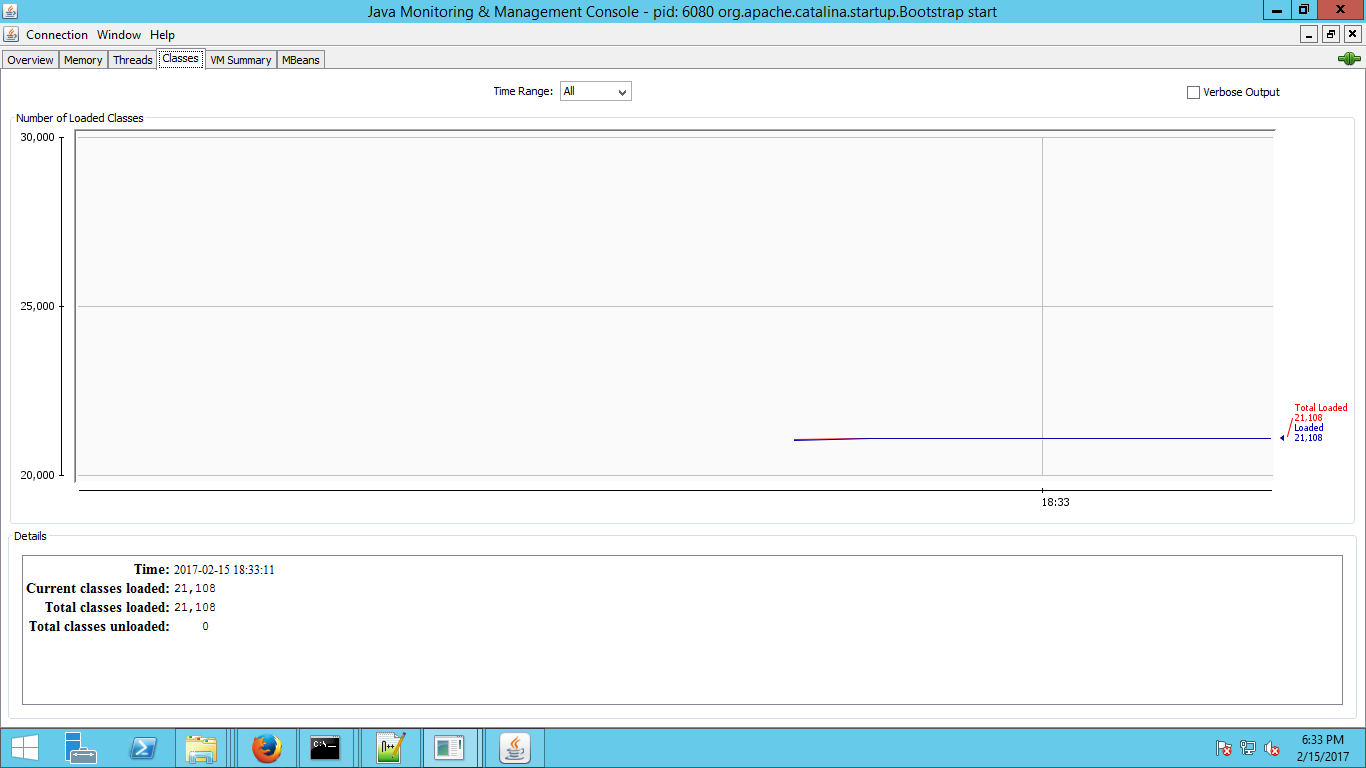 Java Monitoring & Management Console - pid: 6080 org.apache.catalina.startup.Bootstrap start
Connection Window Help
Overview Memory Threads Classes VM Summary MBeans
Time Range: All Verbose Output
Number of Loaded Classes
30,000
25,000
Total Loaded
21,108
Loaded
21,108
20,000
18:33
Details
Time: 2017-02-15 18:33:11
Current classes loaded: 21,108
Total classes loaded: 21,108
Total classes unloaded: 0
C:\_
6:33 PM
2/15/2017